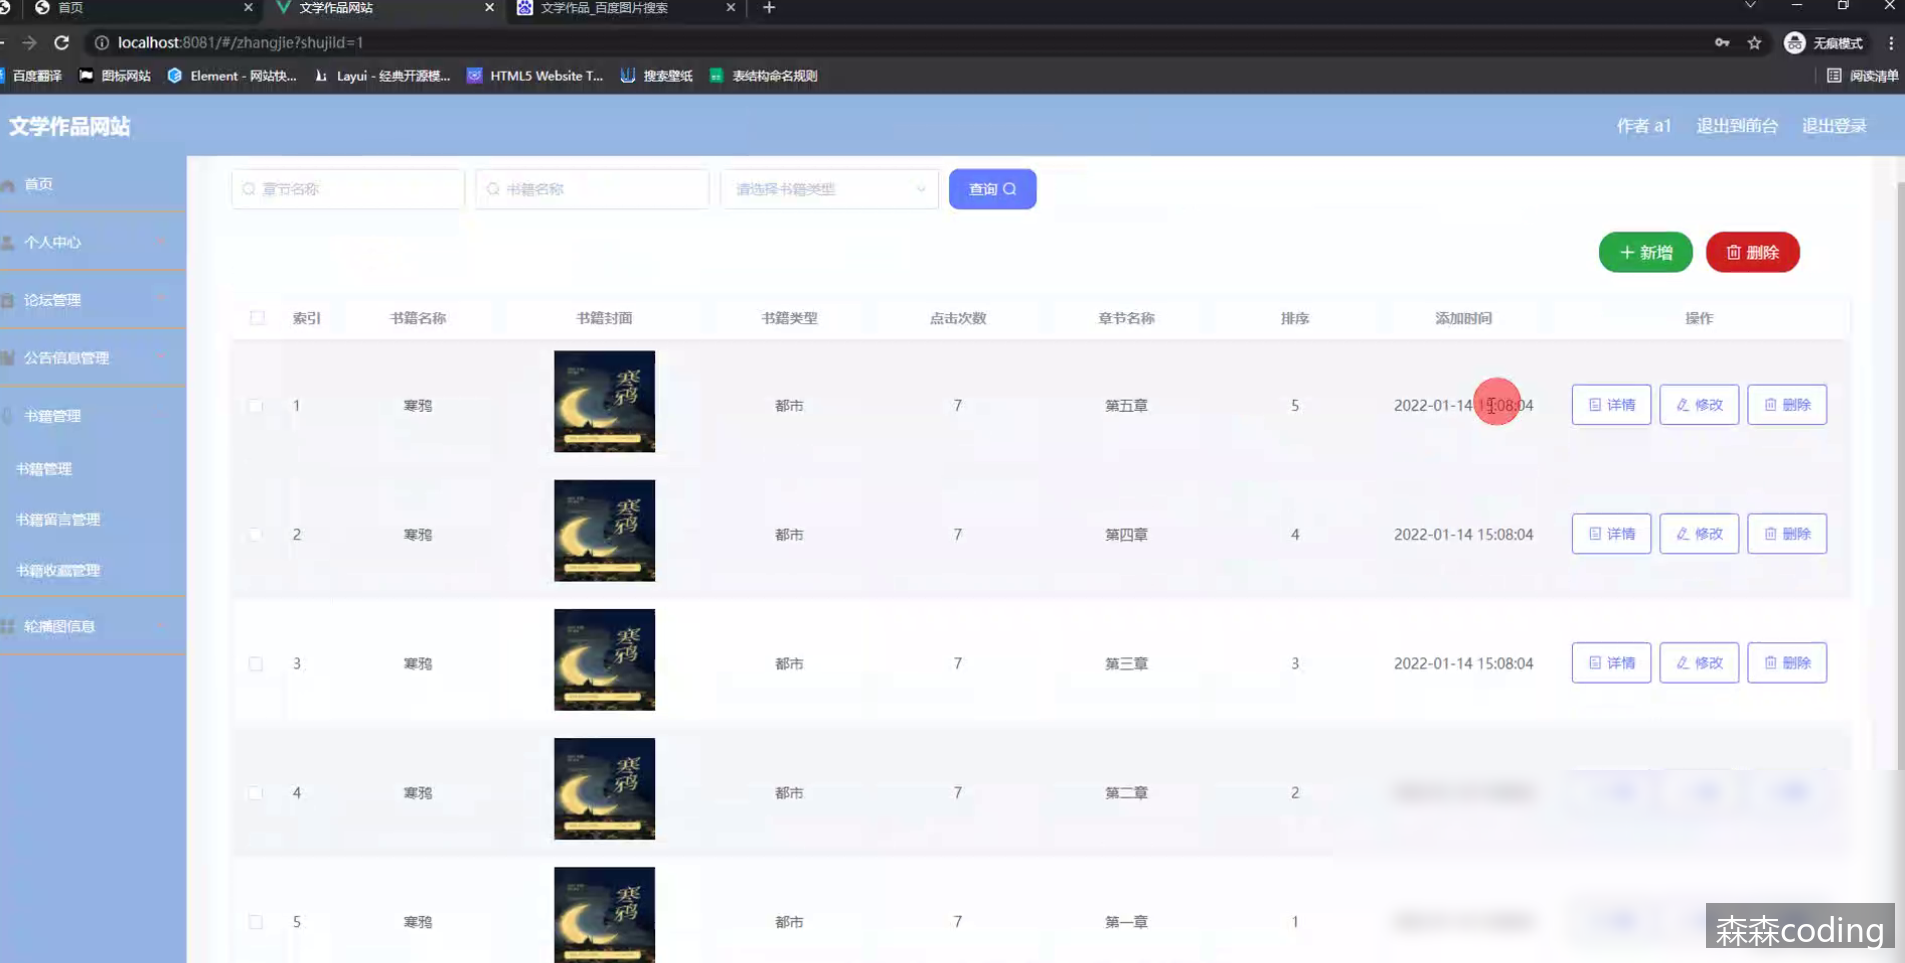 首页
文学作品网站
文学作品_百度图片搜索
localhost:8081/#/zhangjie?shujiId=1
无痕模式
百度翻译
图标网站
Element - 网站快...
Layui - 经典开源模...
HTML5 Website T...
搜索壁纸
表结构命名规则
阅读清单
文学作品网站
作者 a1
退出到前台
退出登录
首页
个人中心
论坛管理
公告信息管理
书籍管理
书籍管理
书籍留言管理
书籍收藏管理
轮播图信息
章节名称
书籍名称
请选择书籍类型
查询
新增
删除
索引 书籍名称 书籍封面 书籍类型 点击次数 章节名称 排序 添加时间 操作
1 寒鸦 寒鸦 都市 7 第五章 5 2022-01-14 15:08:04 详情 修改 删除
2 寒鸦 寒鸦 都市 7 第四章 4 2022-01-14 15:08:04 详情 修改 删除
3 寒鸦 寒鸦 都市 7 第三章 3 2022-01-14 15:08:04 详情 修改 删除
4 寒鸦 寒鸦 都市 7 第二章 2
5 寒鸦 寒鸦 都市 7 第一章 1
森森coding